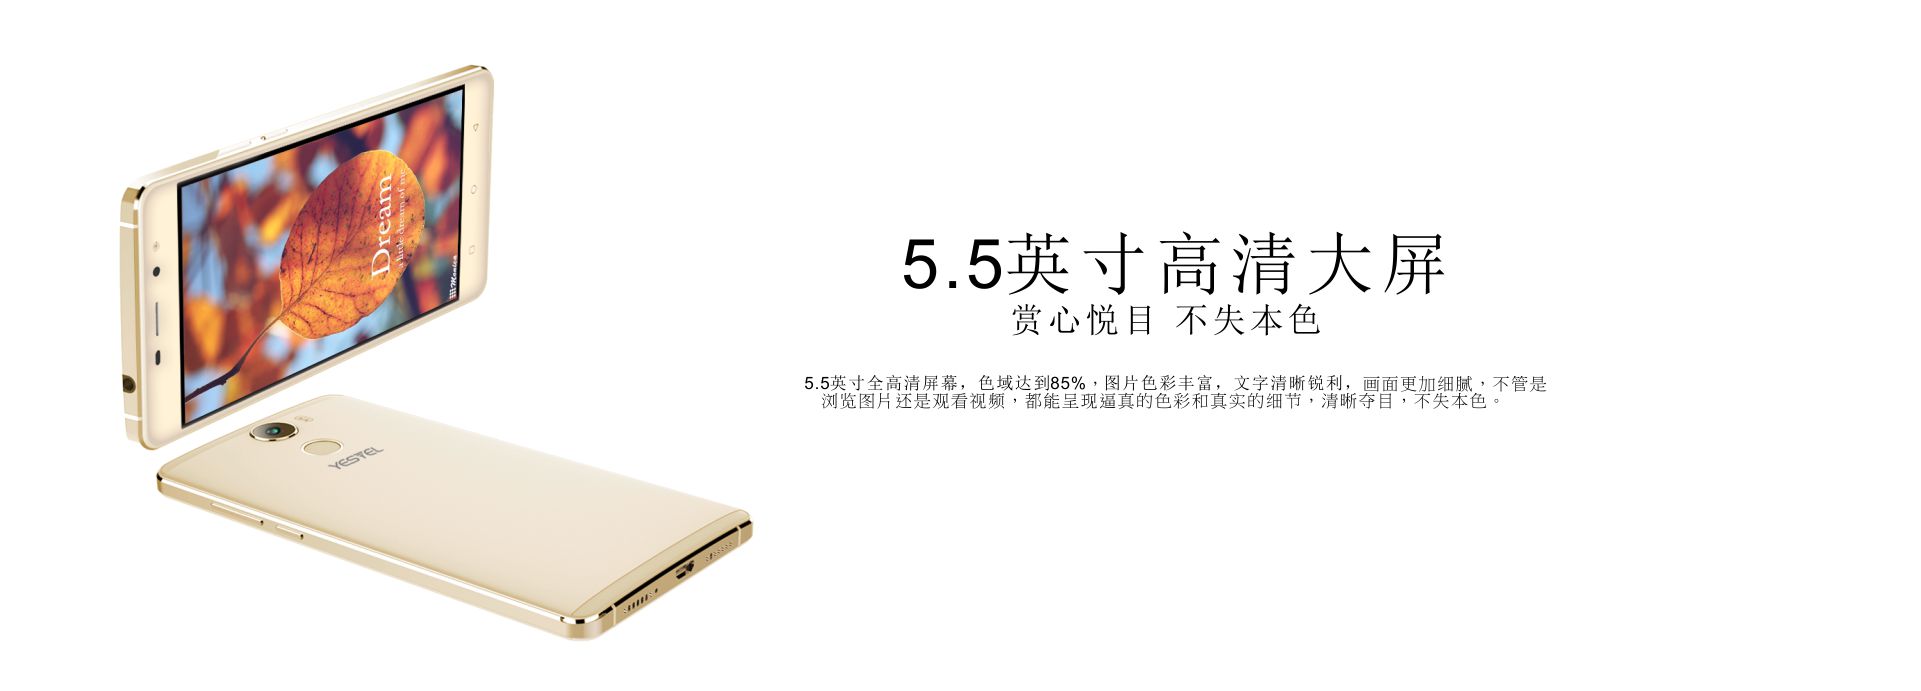 Dream
a little dream of me
YESTEL
5.5英寸高清大屏
赏心悦目 不失本色
5.5英寸全高清屏幕，色域达到85%，图片色彩丰富，文字清晰锐利，画面更加细腻，不管是
浏览图片还是观看视频，都能呈现逼真的色彩和真实的细节，清晰夺目，不失本色。